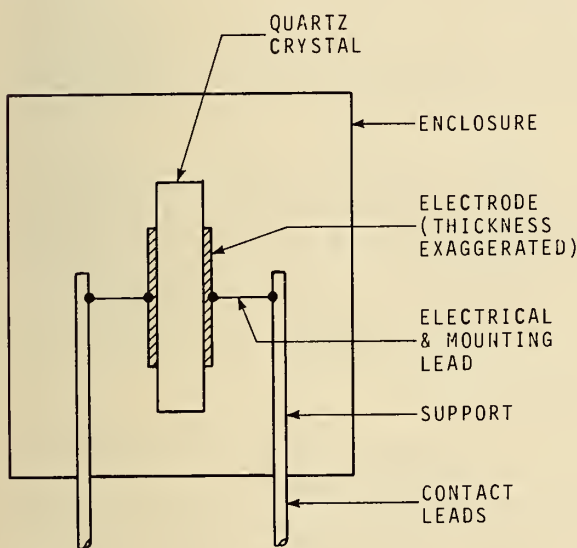 QUARTZ
CRYSTAL
ENCLOSURE
ELECTRODE
(THICKNESS
EXAGGERATED)
ELECTRICAL
& MOUNTING
LEAD
SUPPORT
CONTACT
LEADS